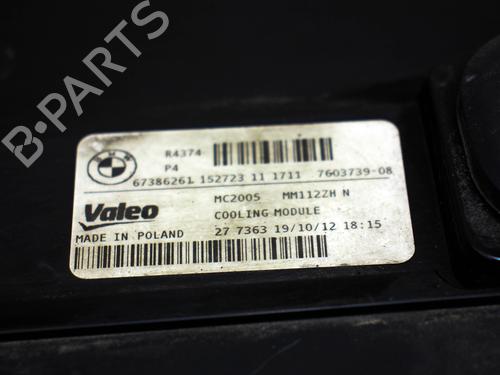 B-PARTS
BMW
R4374
P4
67386261 152723 11 1711 7603739-08
Valeo
MC2005 MM112ZH N
COOLING MODULE
MADE IN POLAND
27 7363 19/10/12 18:15